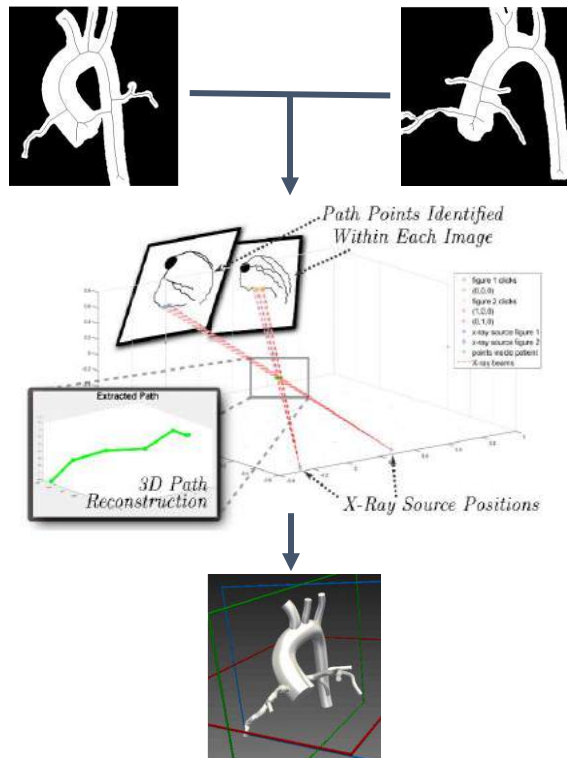 Path Points Identified
Within Each Image
figure 1 clicks
(0,0,0)
figure 2 clicks
(1,0,0)
(0,1,0)
x-ray source figure 1
x-ray source figure 2
points inside patient
X-ray beams
Extracted Path
3D Path
Reconstruction
X-Ray Source Positions